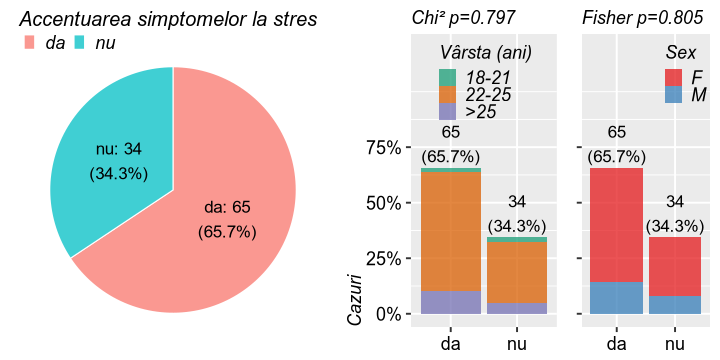 Accentuarea simptomelor la stres
da nu
nu: 34
(34.3%)
da: 65
(65.7%)
Chi² p=0.797
Vârsta (ani)
18-21
22-25
>25
65
(65.7%)
34
(34.3%)
75%
50%
25%
0%
Cazuri
da nu
Fisher p=0.805
Sex
F
M
65
(65.7%)
34
(34.3%)
da nu